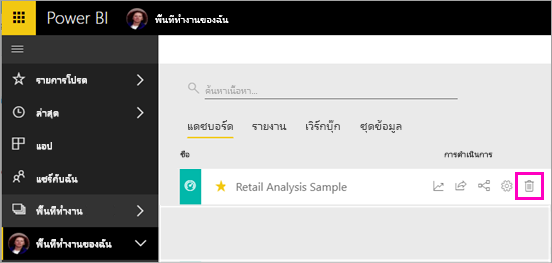 Power BI พื้นที่ทำงานของฉัน
รายการโปรด
ล่าสุด
แอป
แชร์กับฉัน
พื้นที่ทำงาน
พื้นที่ทำงานของฉัน
ค้นหาเนื้อหา...
แดชบอร์ด รายงาน เวิร์กบุ๊ก ชุดข้อมูล
ชื่อ การดำเนินการ
Retail Analysis Sample